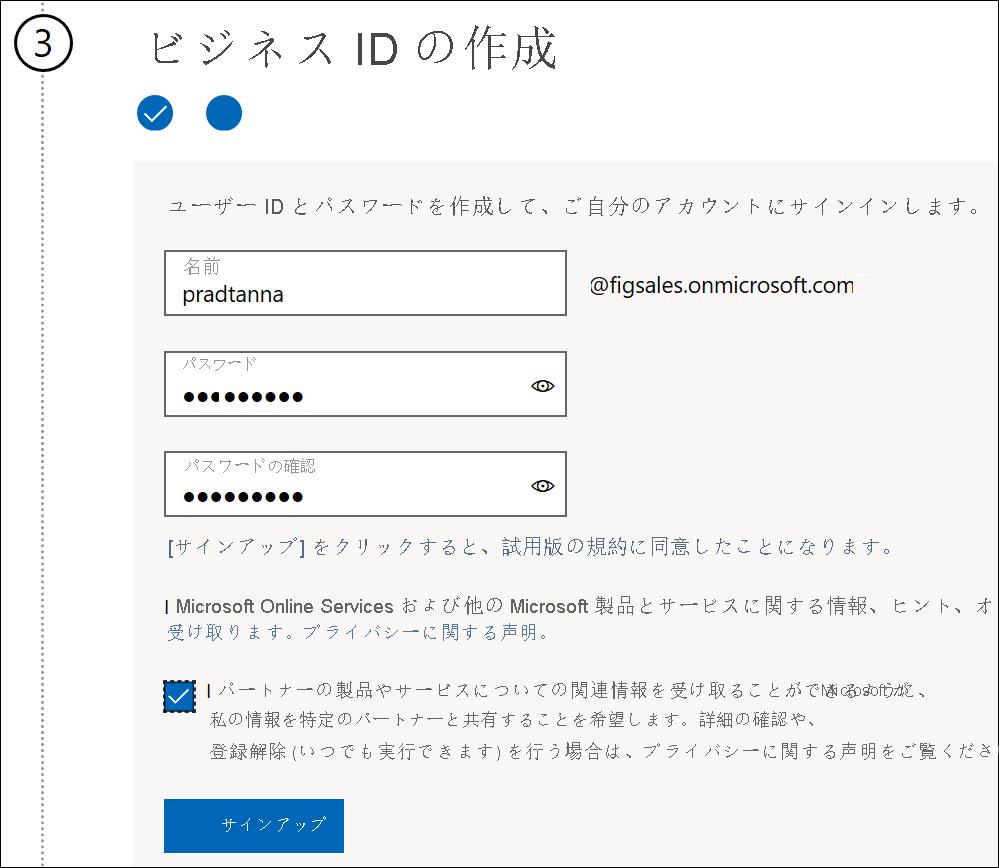 3
ビジネス ID の作成
ユーザー ID とパスワードを作成して、ご自分のアカウントにサインインします。
名前
pradtanna
@figsales.onmicrosoft.com
パスワード
パスワードの確認
[サインアップ] をクリックすると、試用版の規約に同意したことになります。
I Microsoft Online Services および他の Microsoft 製品とサービスに関する情報、ヒント、オ
受け取ります。プライバシーに関する声明。
I パートナーの製品やサービスについての関連情報を受け取ることができるように、Microsoft が
私の情報を特定のパートナーと共有することを希望します。詳細の確認や、
登録解除 (いつでも実行できます) を行う場合は、プライバシーに関する声明をご覧くださ
サインアップ